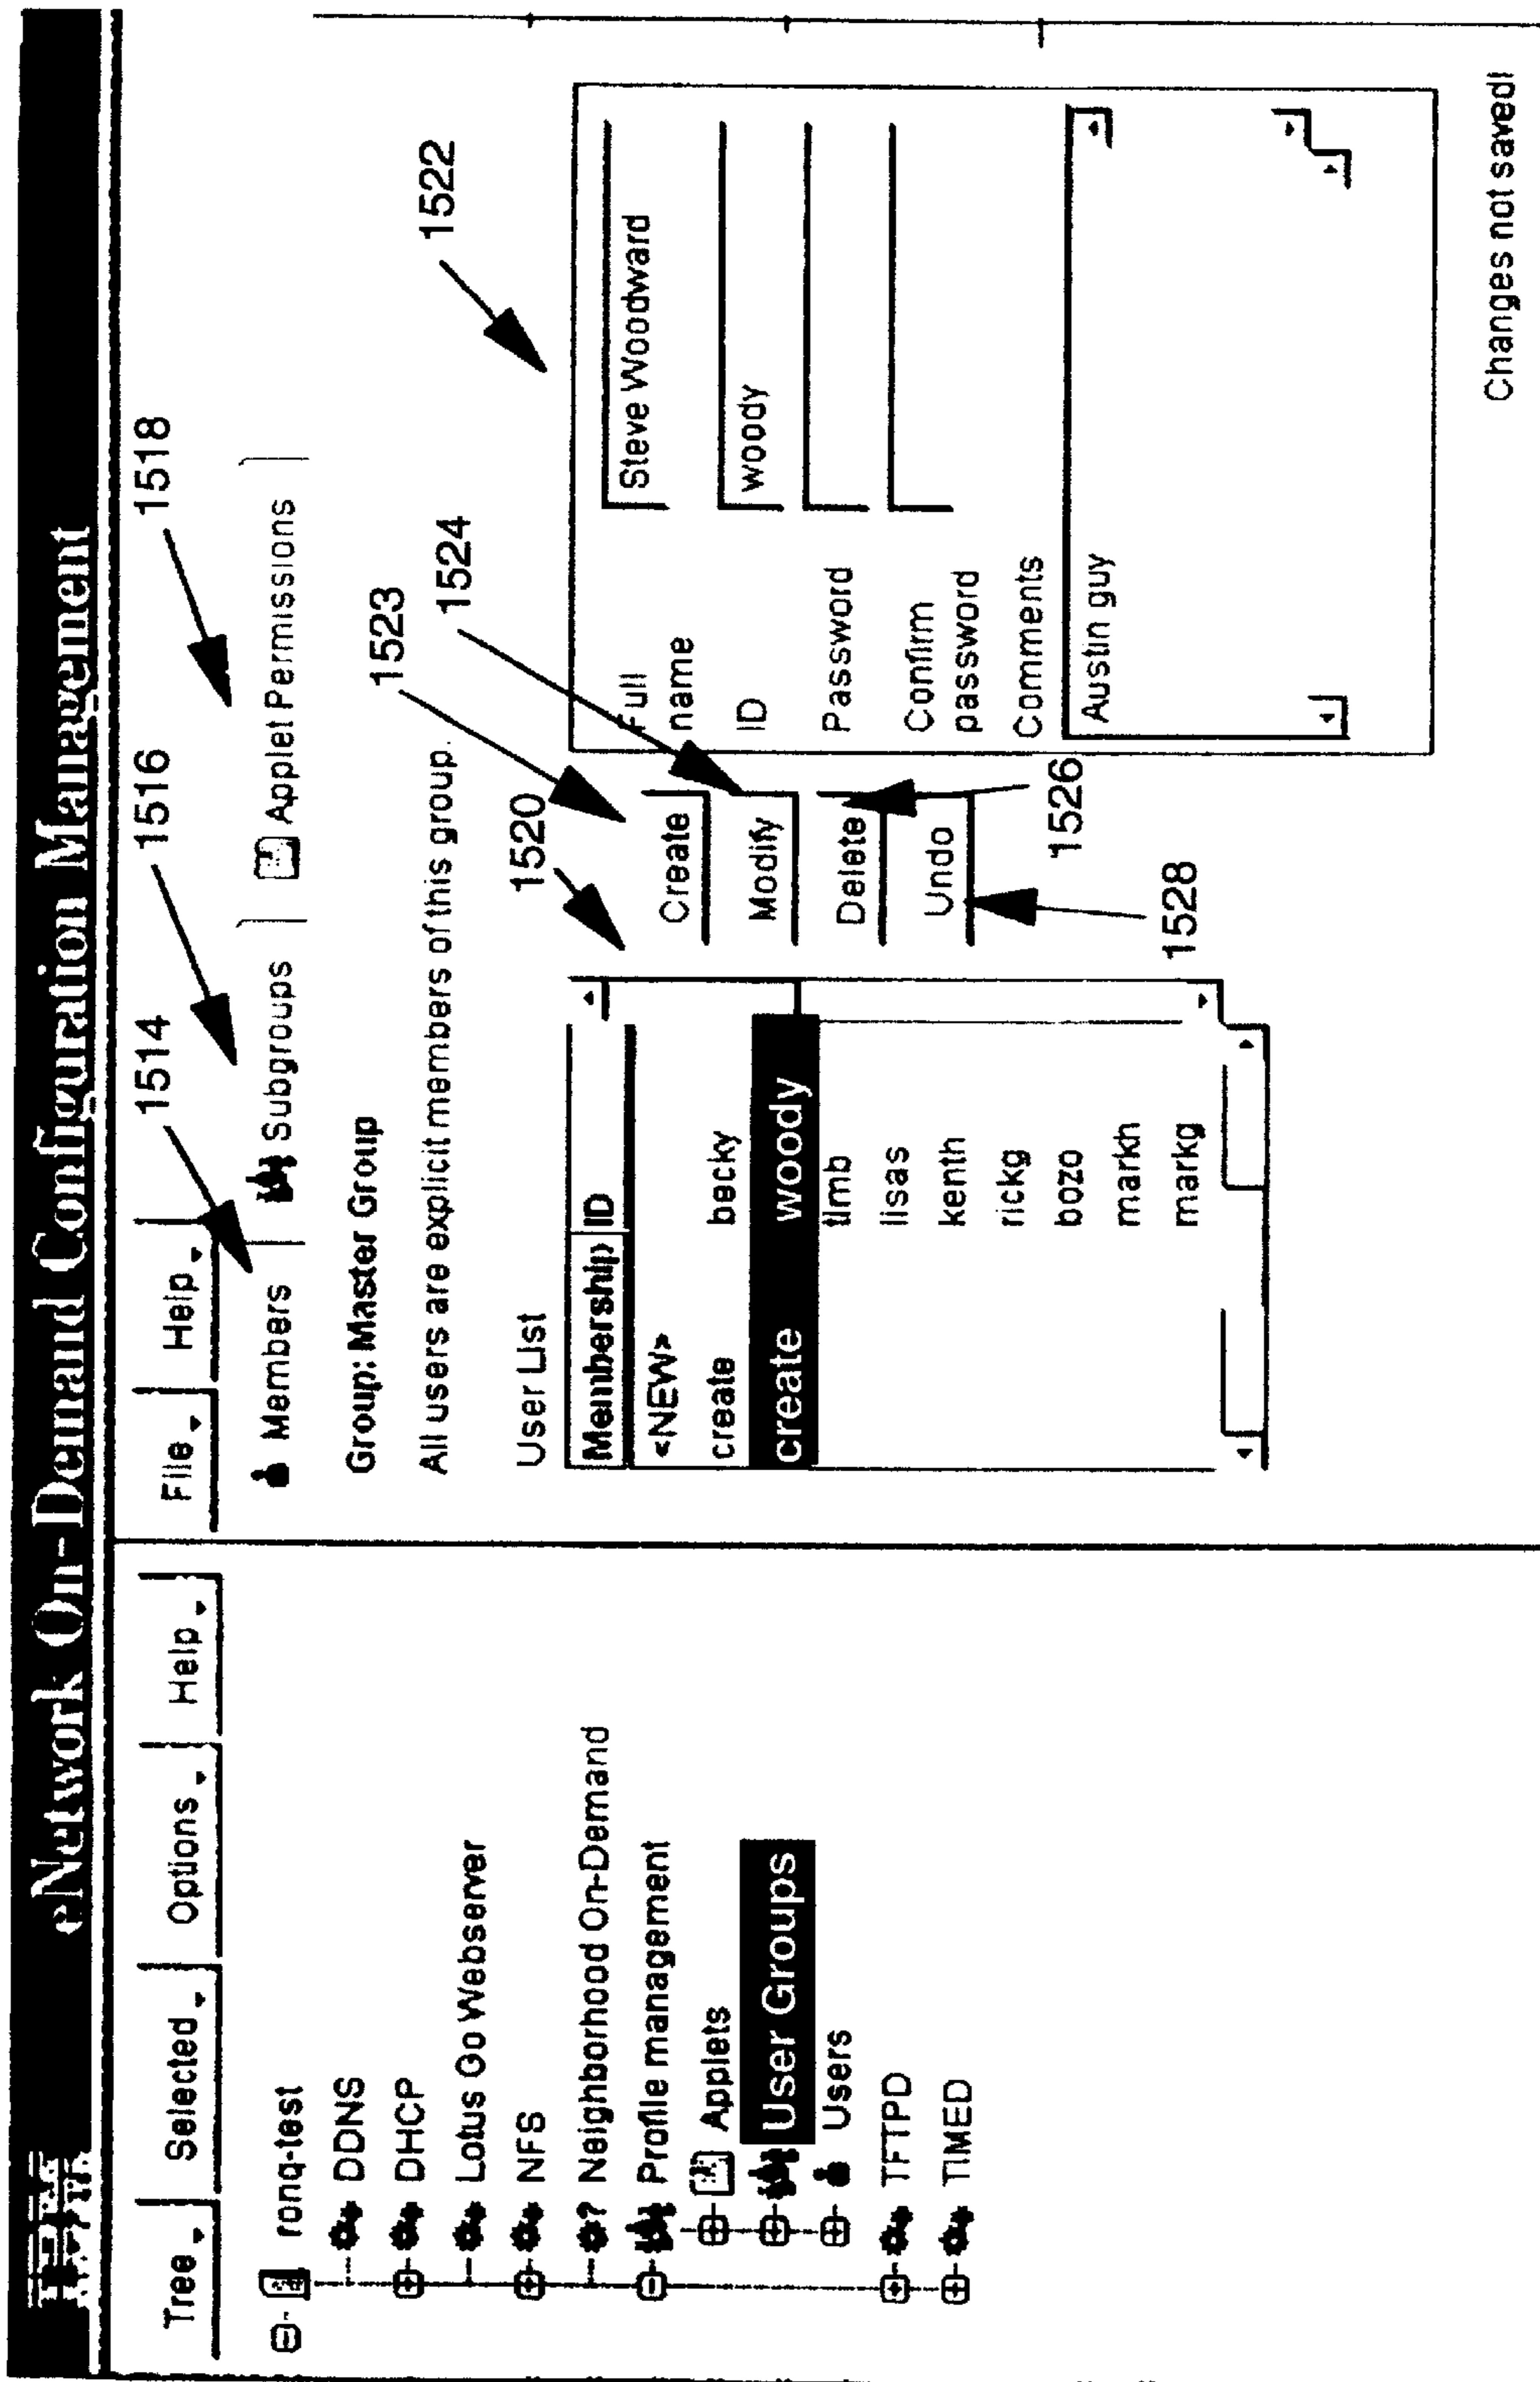 eNetwork On-Demand Configuration Management
Tree Selected Options Help
ronq-test
DDNS
DHCP
Lotus Go Webserver
NFS
Neighborhood On-Demand
Profile management
Applets
User Groups
Users
TFTPD
TIMED
File Help
1514
1516
1518
Members Subgroups Applet Permissions
Group: Master Group
All users are explicit members of this group.
User List
Membership ID
<NEW>
create becky
create woody
timb
lisas
kenth
rickg
bozo
markh
markg
1520
1523
1524
1522
Create
Modify
Delete
Undo
1526
1528
Full name Steve Woodward
ID woody
Password
Confirm password
Comments
Austin guy
Changes not saved!